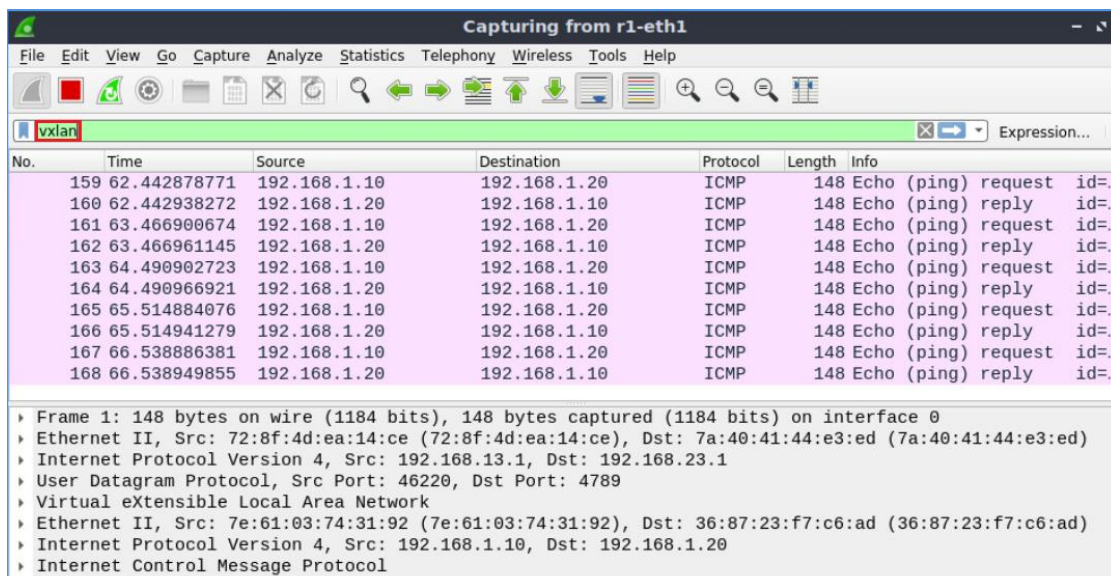 Capturing from r1-eth1
File Edit View Go Capture Analyze Statistics Telephony Wireless Tools Help
vxlan Expression...
No. Time Source Destination Protocol Length Info
159 62.442878771 192.168.1.10 192.168.1.20 ICMP 148 Echo (ping) request id=.
160 62.442938272 192.168.1.20 192.168.1.10 ICMP 148 Echo (ping) reply id=.
161 63.466900674 192.168.1.10 192.168.1.20 ICMP 148 Echo (ping) request id=.
162 63.466961145 192.168.1.20 192.168.1.10 ICMP 148 Echo (ping) reply id=.
163 64.490902723 192.168.1.10 192.168.1.20 ICMP 148 Echo (ping) request id=.
164 64.490966921 192.168.1.20 192.168.1.10 ICMP 148 Echo (ping) reply id=.
165 65.514884076 192.168.1.10 192.168.1.20 ICMP 148 Echo (ping) request id=.
166 65.514941279 192.168.1.20 192.168.1.10 ICMP 148 Echo (ping) reply id=.
167 66.538886381 192.168.1.10 192.168.1.20 ICMP 148 Echo (ping) request id=.
168 66.538949855 192.168.1.20 192.168.1.10 ICMP 148 Echo (ping) reply id=.
Frame 1: 148 bytes on wire (1184 bits), 148 bytes captured (1184 bits) on interface 0
Ethernet II, Src: 72:8f:4d:ea:14:ce (72:8f:4d:ea:14:ce), Dst: 7a:40:41:44:e3:ed (7a:40:41:44:e3:ed)
Internet Protocol Version 4, Src: 192.168.13.1, Dst: 192.168.23.1
User Datagram Protocol, Src Port: 46220, Dst Port: 4789
Virtual eXtensible Local Area Network
Ethernet II, Src: 7e:61:03:74:31:92 (7e:61:03:74:31:92), Dst: 36:87:23:f7:c6:ad (36:87:23:f7:c6:ad)
Internet Protocol Version 4, Src: 192.168.1.10, Dst: 192.168.1.20
Internet Control Message Protocol